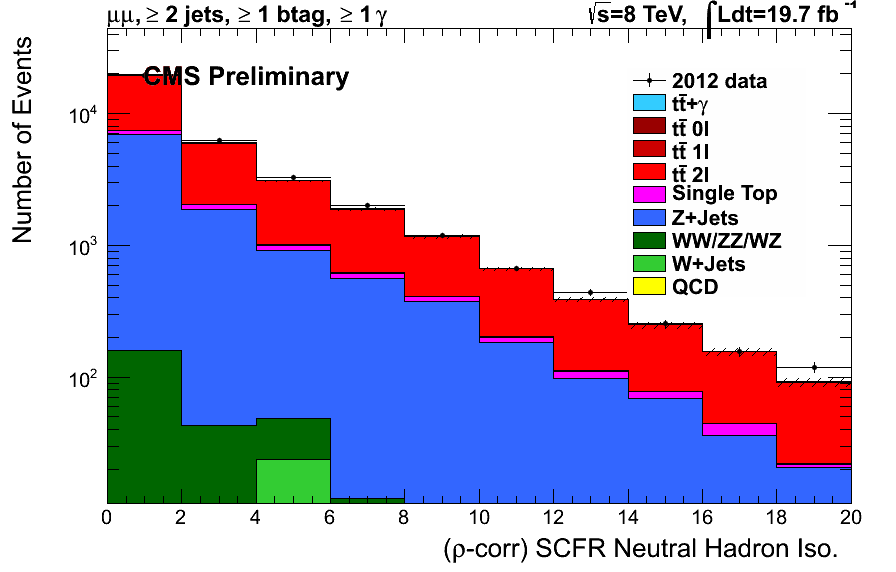 μμ, ≥ 2 jets, ≥ 1 btag, ≥ 1 γ
√s=8 TeV, ∫Ldt=19.7 fb⁻¹
CMS Preliminary
Number of Events
10⁴
10³
10²
2012 data
tt̄+γ
tt̄ 0l
tt̄ 1l
tt̄ 2l
Single Top
Z+Jets
WW/ZZ/WZ
W+Jets
QCD
0 2 4 6 8 10 12 14 16 18 20
(ρ-corr) SCFR Neutral Hadron Iso.